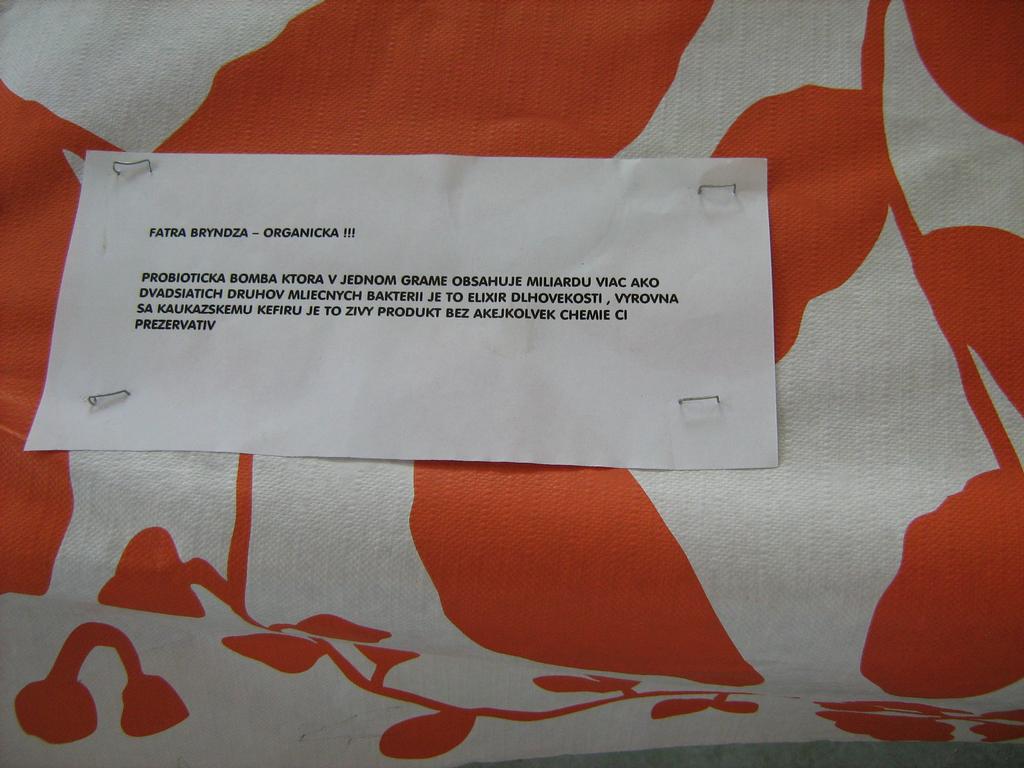 FATRA BRYNDZA – ORGANICKA !!!
PROBIOTICKA BOMBA KTORA V JEDNOM GRAME OBSAHUJE MILIARDU VIAC AKO
DVADSIATICH DRUHOV MLIECNYCH BAKTERII JE TO ELIXIR DLHOVEKOSTI , VYROVNA
SA KAUKAZSKEMU KEFIRU JE TO ZIVY PRODUKT BEZ AKEJKOLVEK CHEMIE CI
PREZERVATIV